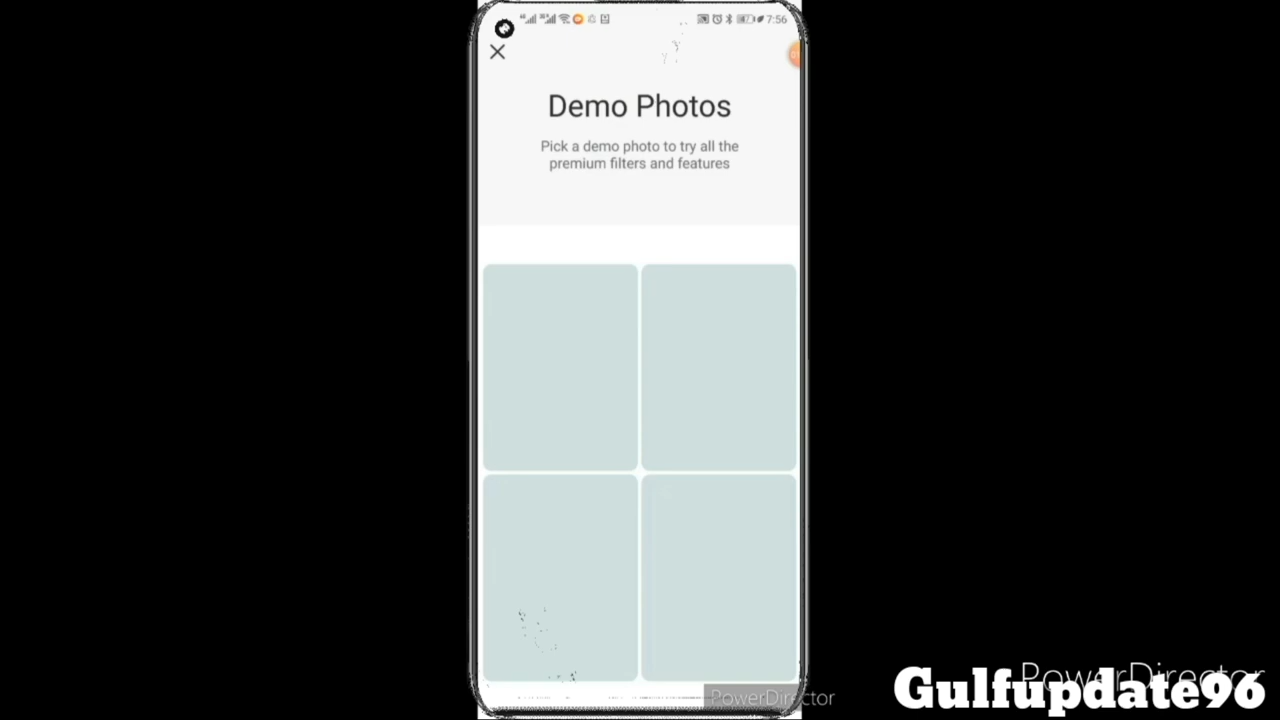 7:56
Demo Photos
Pick a demo photo to try all the
premium filters and features
PowerDirector
PowerDirector
Gulfupdate96